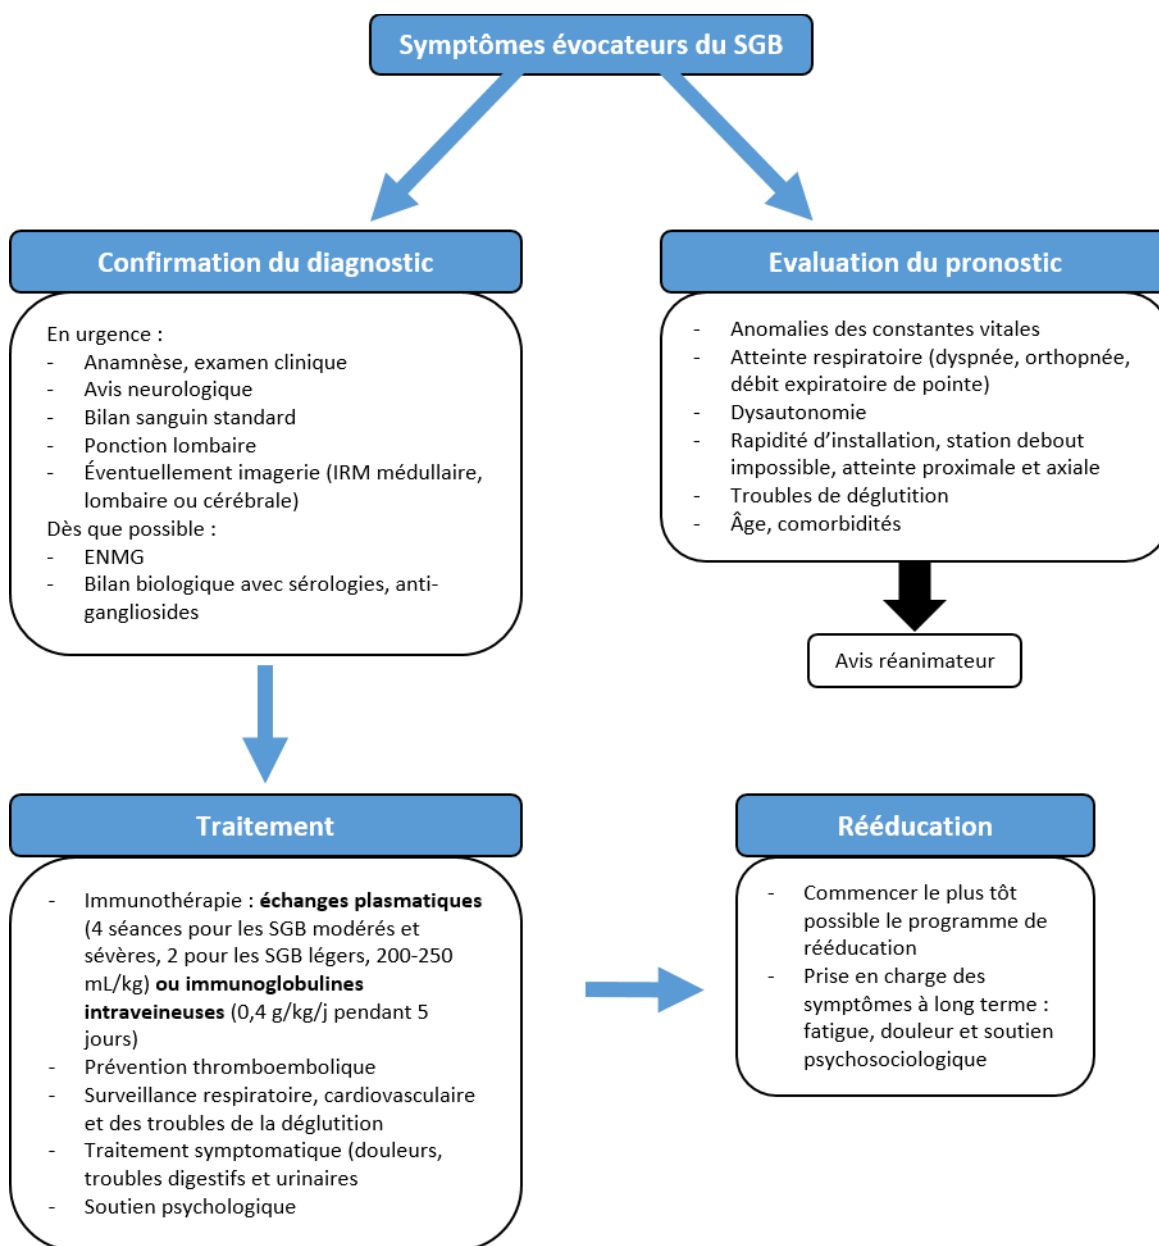 Symptômes évocateurs du SGB
Confirmation du diagnostic
En urgence :
- Anamnèse, examen clinique
- Avis neurologique
- Bilan sanguin standard
- Ponction lombaire
- Éventuellement imagerie (IRM médullaire,
lombaire ou cérébrale)
Dès que possible :
- ENMG
- Bilan biologique avec sérologies, anti-
gangliosides
Evaluation du pronostic
- Anomalies des constantes vitales
- Atteinte respiratoire (dyspnée, orthopnée,
débit expiratoire de pointe)
- Dysautonomie
- Rapidité d’installation, station debout
impossible, atteinte proximale et axiale
- Troubles de déglutition
- Âge, comorbidités
Avis réanimateur
Traitement
- Immunothérapie : échanges plasmatiques
(4 séances pour les SGB modérés et
sévères, 2 pour les SGB légers, 200-250
mL/kg) ou immunoglobulines
intraveineuses (0,4 g/kg/j pendant 5
jours)
- Prévention thromboembolique
- Surveillance respiratoire, cardiovasculaire
et des troubles de la déglutition
- Traitement symptomatique (douleurs,
troubles digestifs et urinaires
- Soutien psychologique
Rééducation
- Commencer le plus tôt
possible le programme de
rééducation
- Prise en charge des
symptômes à long terme :
fatigue, douleur et soutien
psychosociologique